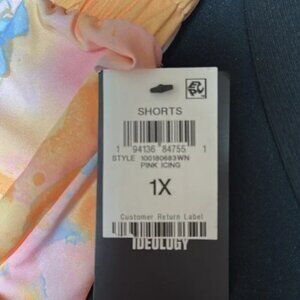 SHORTS
1 94136 84755 1
STYLE 100180683WN
PINK ICING
1X
Customer Return Label
IDEOLOGY